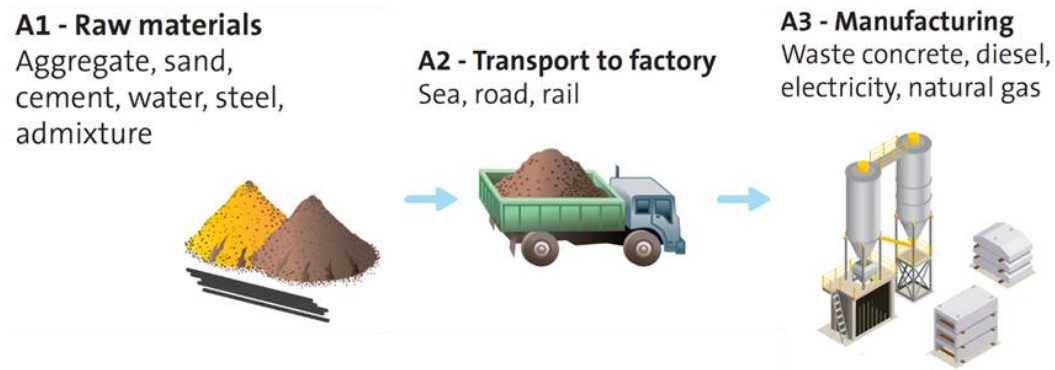 A1 - Raw materials
Aggregate, sand,
cement, water, steel,
admixture
A2 - Transport to factory
Sea, road, rail
A3 - Manufacturing
Waste concrete, diesel,
electricity, natural gas